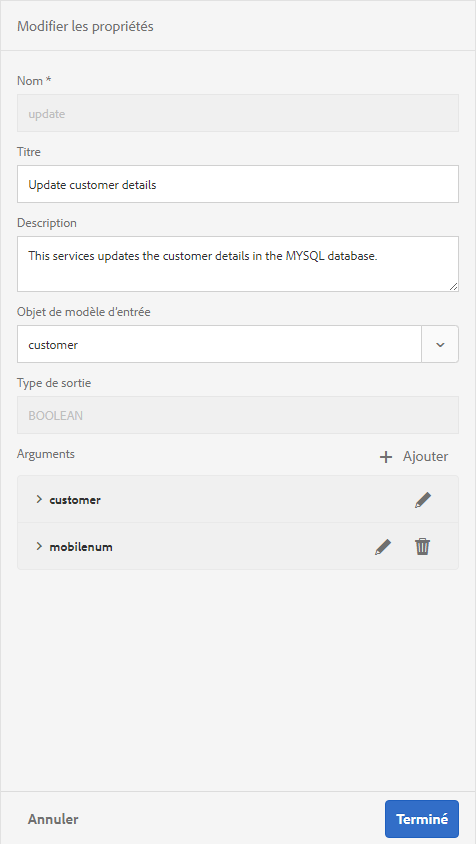 Modifier les propriétés
Nom *
update
Titre
Update customer details
Description
This services updates the customer details in the MYSQL database.
Objet de modèle d'entrée
customer
Type de sortie
BOOLEAN
Arguments
Ajouter
customer
mobilenum
Annuler
Terminé